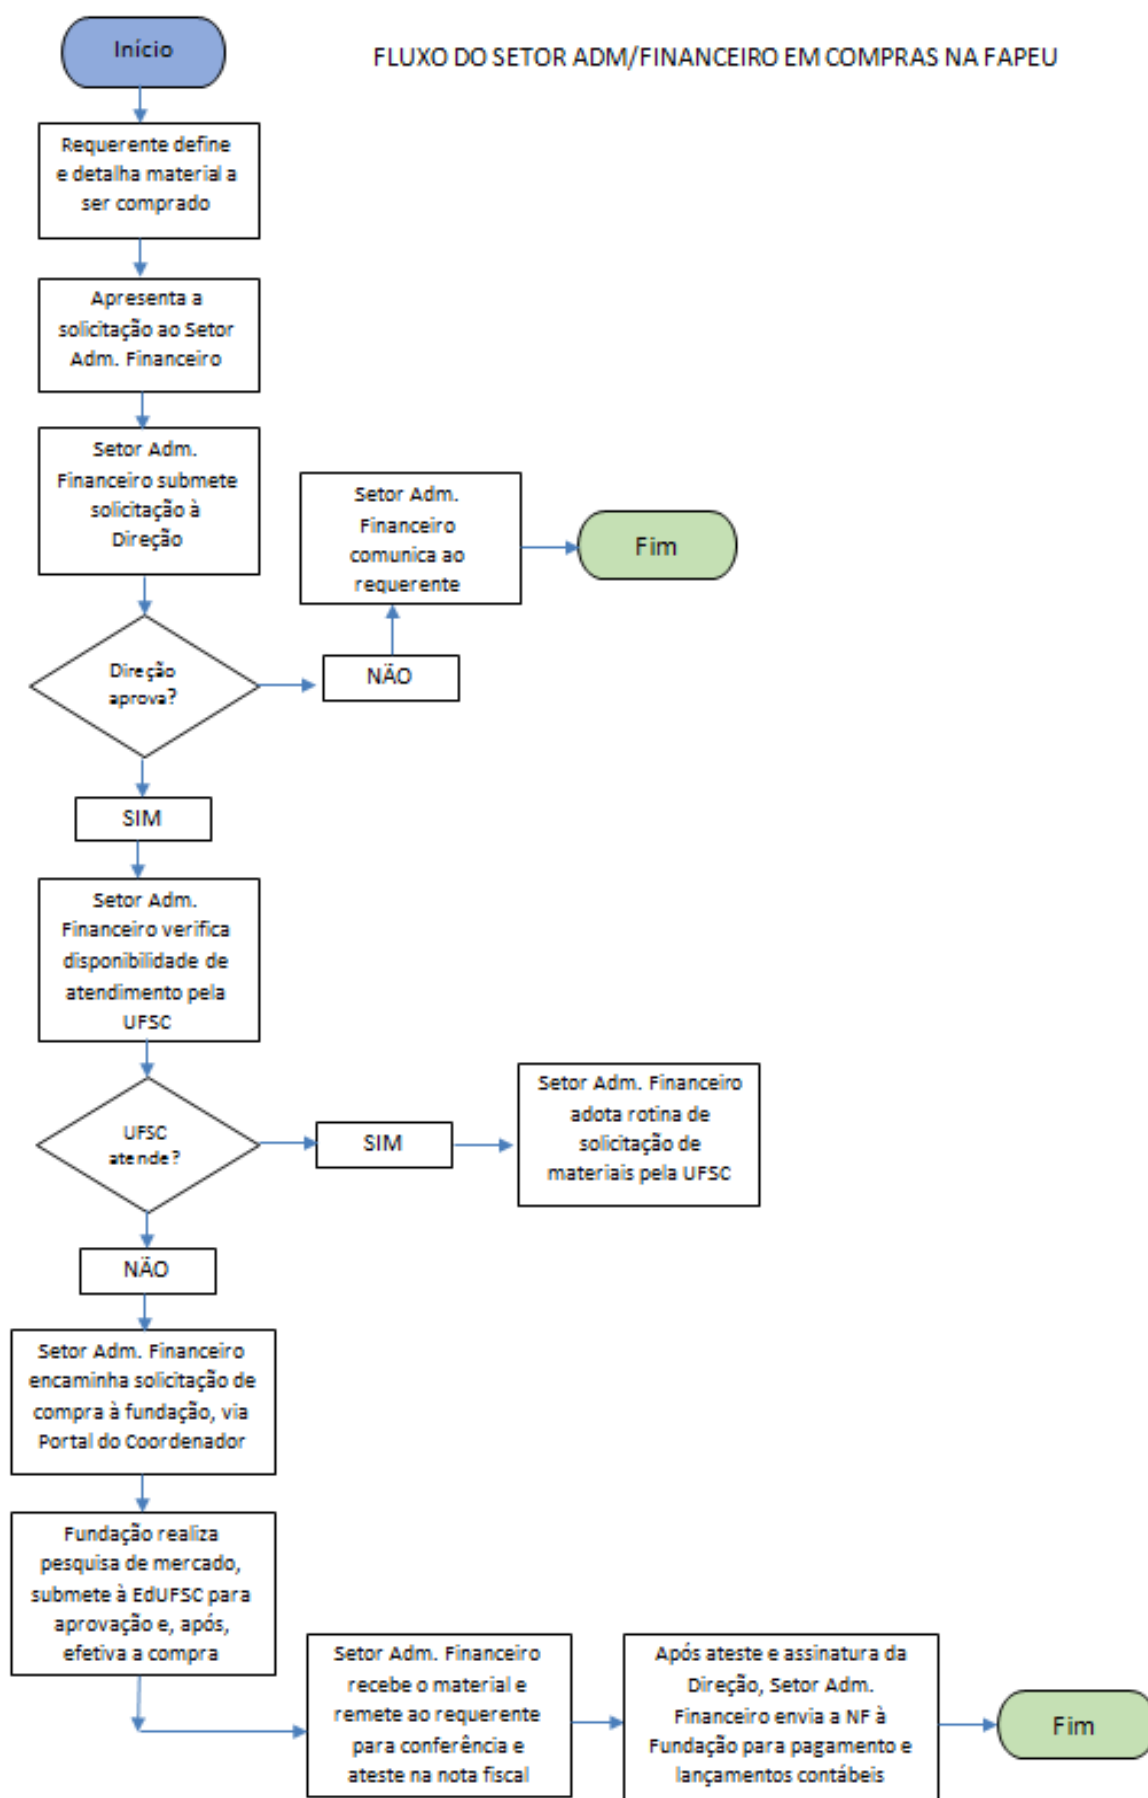 Início
FLUXO DO SETOR ADM/FINANCEIRO EM COMPRAS NA FAPEU
Requerente define
e detalha material a
ser comprado
Apresenta a
solicitação ao Setor
Adm. Financeiro
Setor Adm.
Financeiro submete
solicitação à
Direção
Setor Adm.
Financeiro
comunica ao
requerente
Fim
Direção
aprova?
NÃO
SIM
Setor Adm.
Financeiro verifica
disponibilidade de
atendimento pela
UFSC
UFSC
atende?
SIM
Setor Adm. Financeiro
adota rotina de
solicitação de
materiais pela UFSC
NÃO
Setor Adm. Financeiro
encaminha solicitação de
compra à fundação, via
Portal do Coordenador
Fundação realiza
pesquisa de mercado,
submete à EdUFSC para
aprovação e, após,
efetiva a compra
Setor Adm. Financeiro
recebe o material e
remete ao requerente
para conferência e
ateste na nota fiscal
Após ateste e assinatura da
Direção, Setor Adm.
Financeiro envia a NF à
Fundação para pagamento e
lançamentos contábeis
Fim